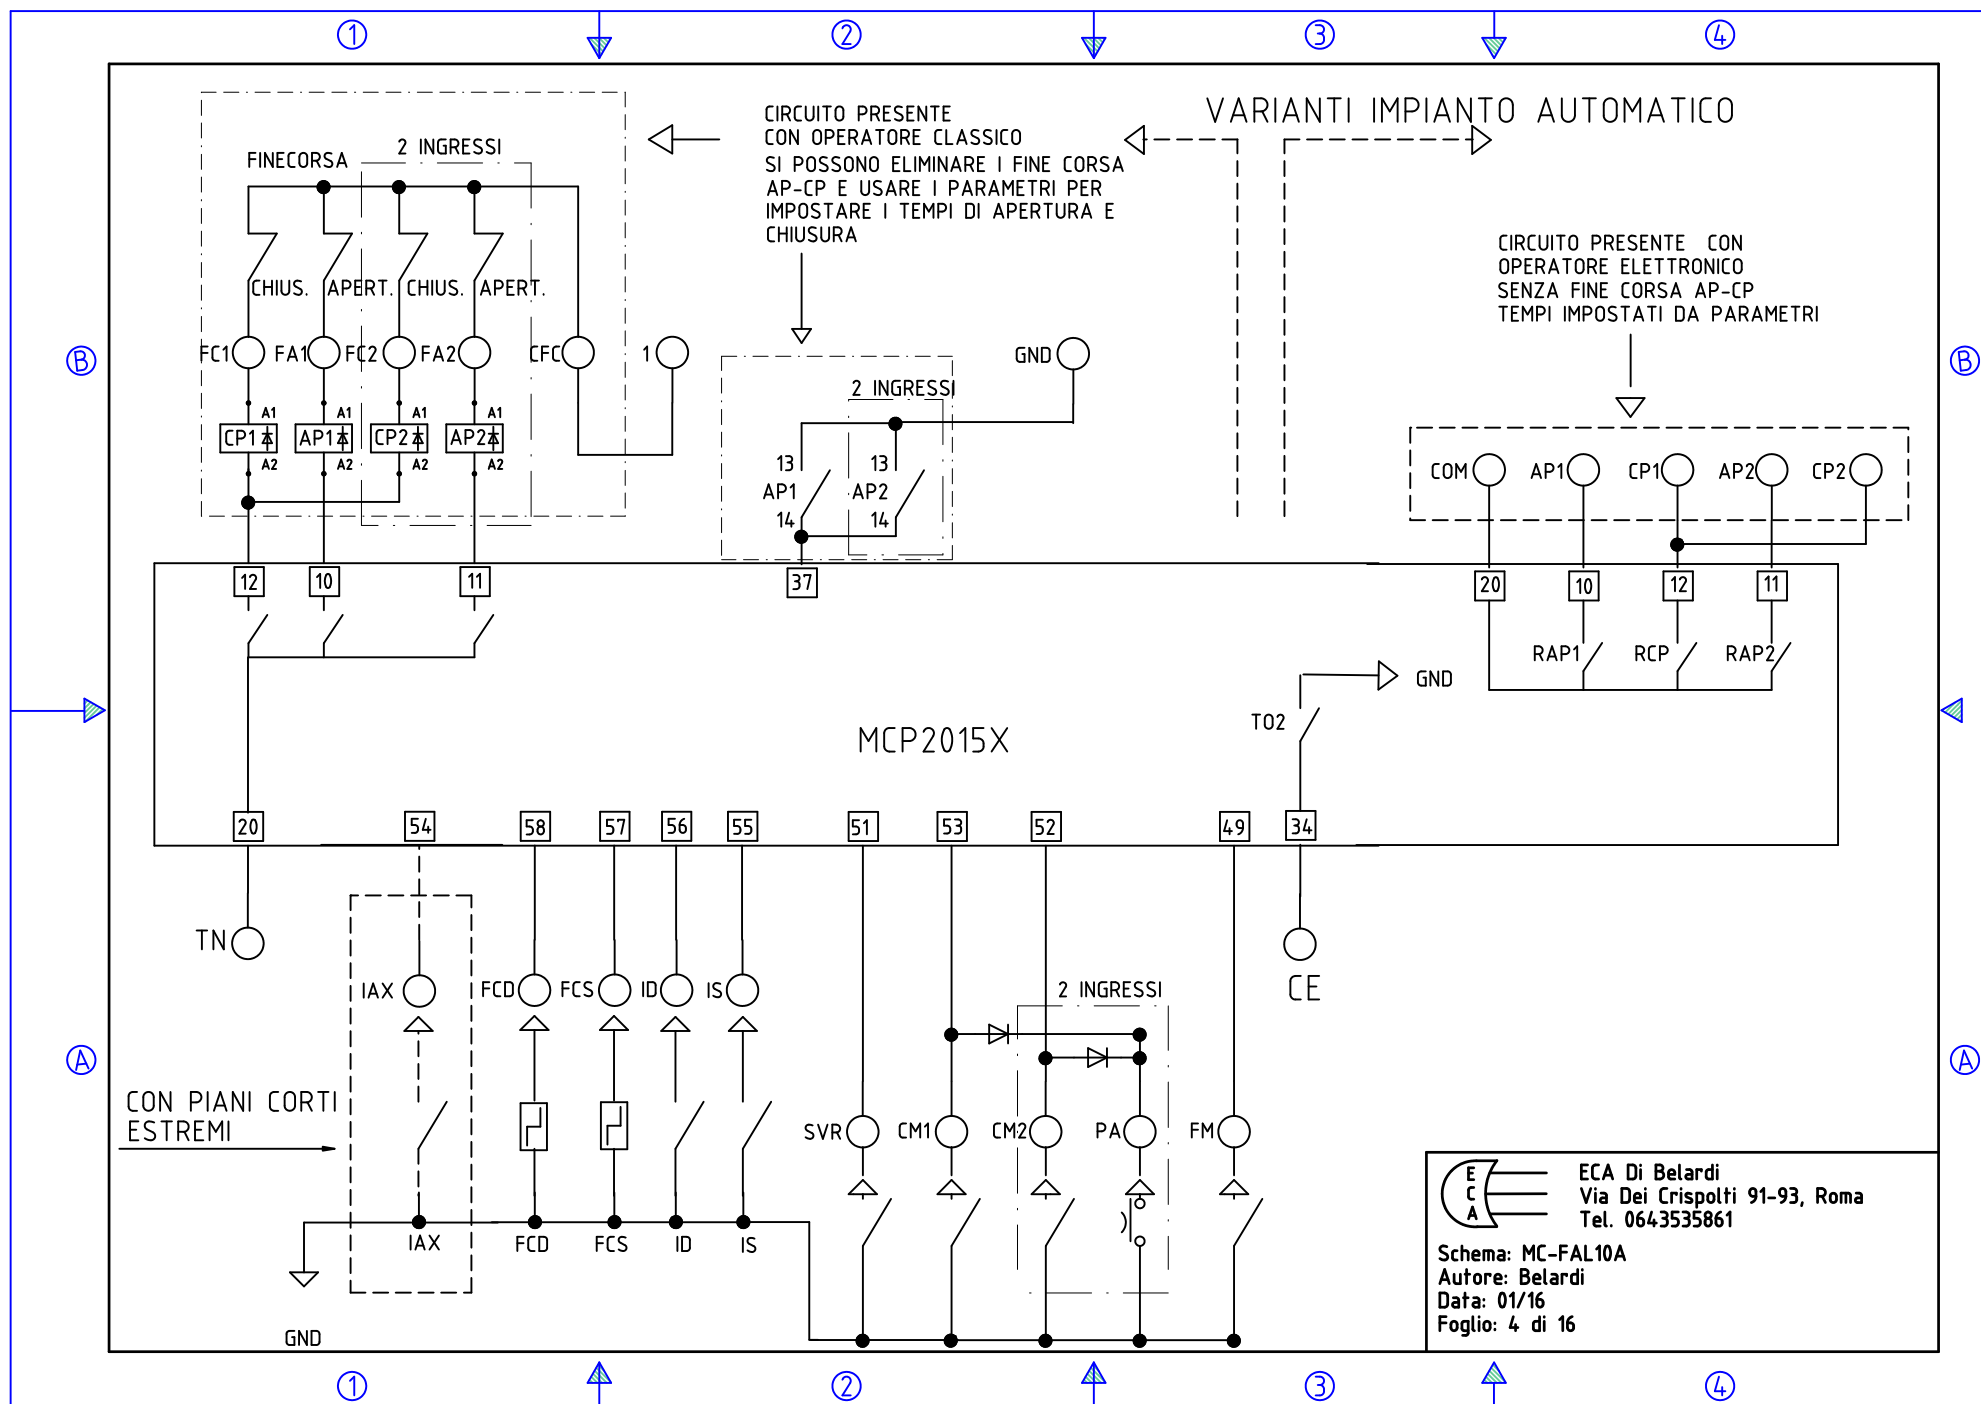 1 2 3 4
VARIANTI IMPIANTO AUTOMATICO
CIRCUITO PRESENTE
CON OPERATORE CLASSICO
SI POSSONO ELIMINARE I FINE CORSA
AP-CP E USARE I PARAMETRI PER
IMPOSTARE I TEMPI DI APERTURA E
CHIUSURA
FINECORSA
2 INGRESSI
CHIUS. APERT. CHIUS. APERT.
FC1 FA1 FC2 FA2 CFC 1
A1 A1 A1 A1
CP1 AP1 CP2 AP2
A2 A2 A2 A2
GND
2 INGRESSI
13 13
AP1 AP2
14 14
CIRCUITO PRESENTE CON
OPERATORE ELETTRONICO
SENZA FINE CORSA AP-CP
TEMPI IMPOSTATI DA PARAMETRI
B B
COM AP1 CP1 AP2 CP2
12 10 11 37 20 10 12 11
RAP1 RCP RAP2
GND
TO2
MCP2015X
20 54 58 57 56 55 51 53 52 49 34
TN
CE
IAX FCD FCS ID IS
2 INGRESSI
A A
CON PIANI CORTI
ESTREMI
SVR CM1 CM2 PA FM
IAX FCD FCS ID IS
GND
E
C
A
ECA Di Belardi
Via Dei Crispolti 91-93, Roma
Tel. 0643535861
Schema: MC-FAL10A
Autore: Belardi
Data: 01/16
Foglio: 4 di 16
1 2 3 4